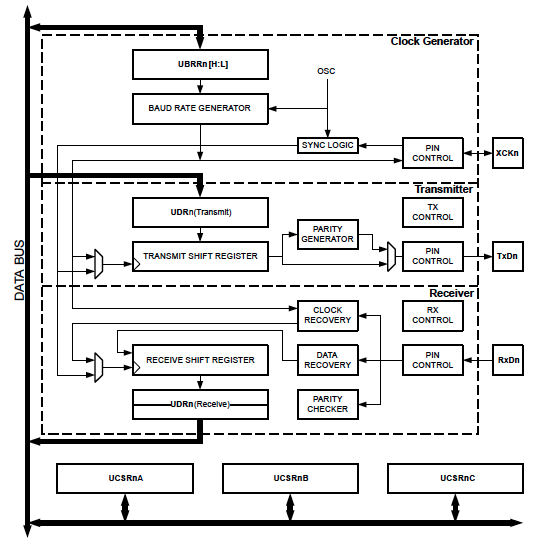 Clock Generator
UBRRn [H:L]
OSC
BAUD RATE GENERATOR
SYNC LOGIC
PIN
CONTROL
XCKn
Transmitter
UDRn(Transmit)
TX
CONTROL
PARITY
GENERATOR
TRANSMIT SHIFT REGISTER
PIN
CONTROL
TxDn
DATA BUS
Receiver
CLOCK
RECOVERY
RX
CONTROL
RECEIVE SHIFT REGISTER
DATA
RECOVERY
PIN
CONTROL
RxDn
UDRn(Receive)
PARITY
CHECKER
UCSRnA
UCSRnB
UCSRnC